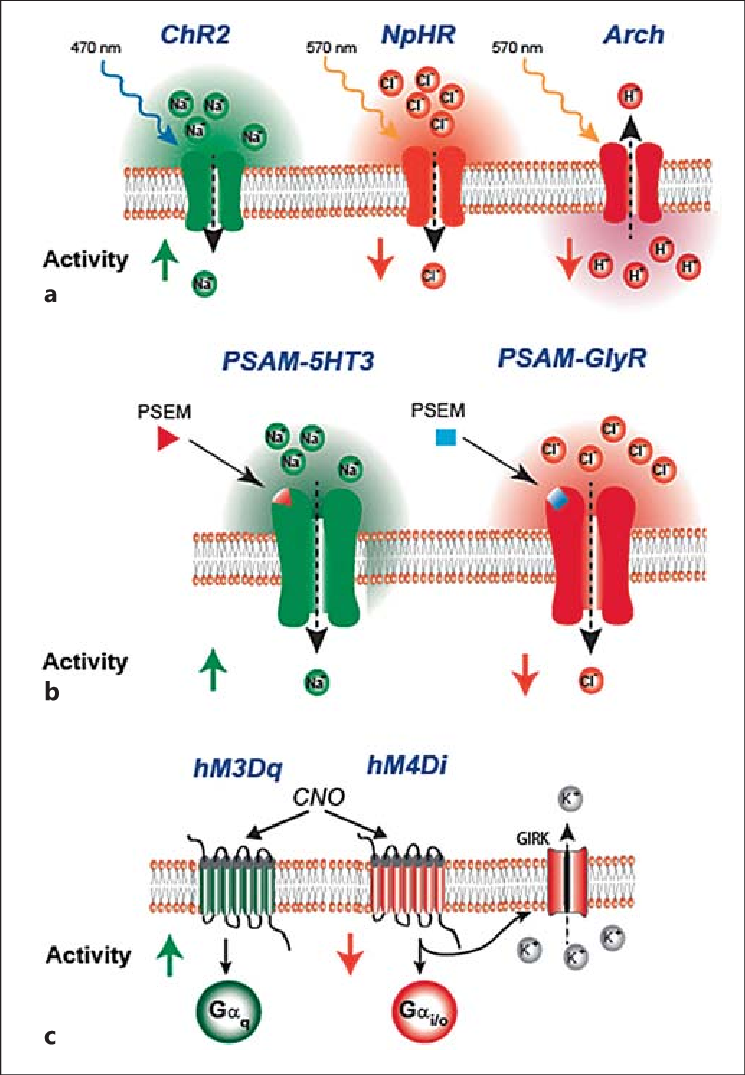 ChR2 NpHR Arch
470 nm 570 nm 570 nm
Cl⁻ Cl⁻ Cl⁻ Cl⁻ Cl⁻
Na⁺ Na⁺ Na⁺ Na⁺
H⁺
Activity
Na⁺ Cl⁻ H⁺ H⁺ H⁺ H⁺
a
PSAM-5HT3 PSAM-GlyR
PSEM PSEM
Na⁺ Na⁺ Na⁺ Na⁺ Cl⁻ Cl⁻ Cl⁻ Cl⁻ Cl⁻
Activity
Na⁺ Cl⁻
b
hM3Dq hM4Di
CNO
K⁺
GIRK
Activity
K⁺ K⁺ K⁺
Gαq Gαi/o
c